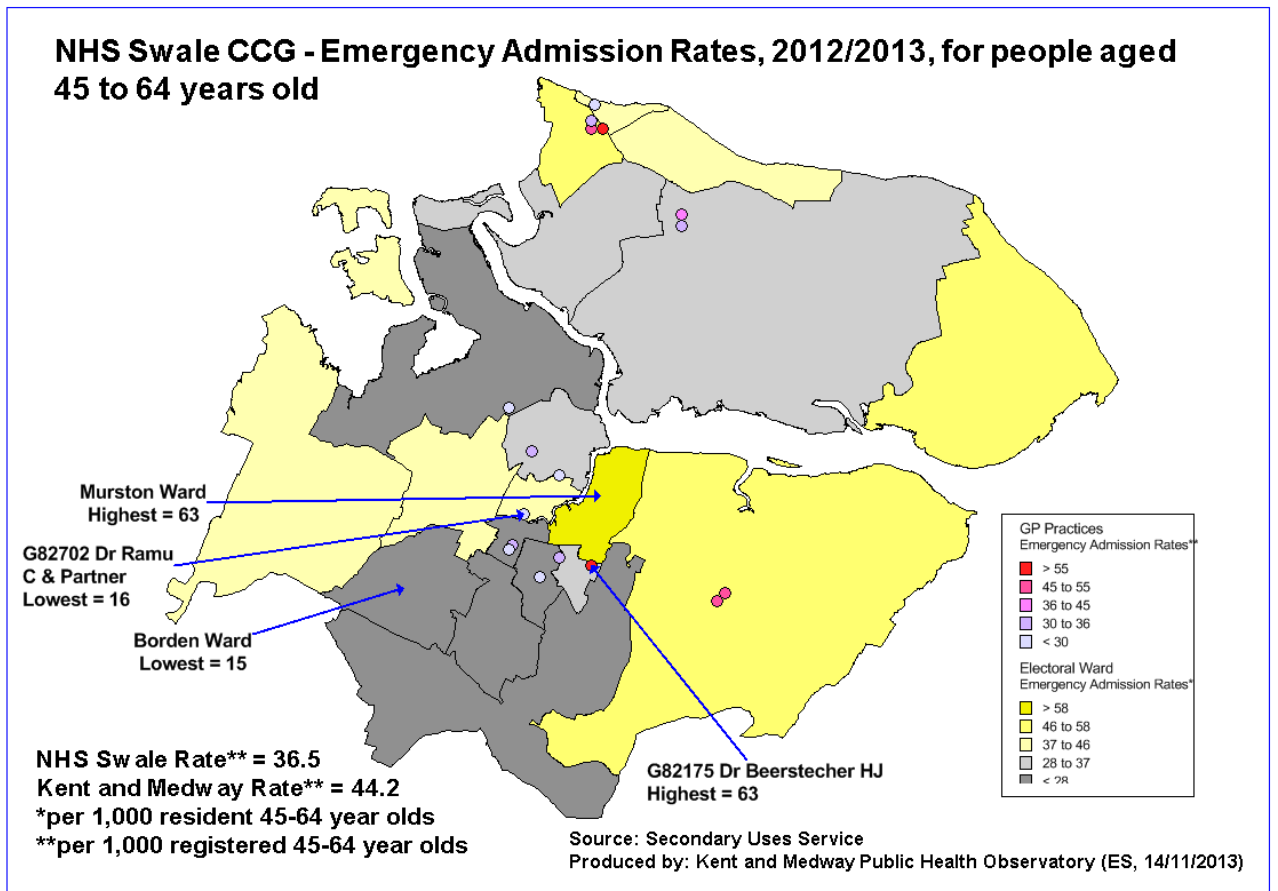 NHS Swale CCG - Emergency Admission Rates, 2012/2013, for people aged
45 to 64 years old
Murston Ward
Highest = 63
G82702 Dr Ramu
C & Partner
Lowest = 16
Borden Ward
Lowest = 15
GP Practices
Emergency Admission Rates**
> 55
45 to 55
36 to 45
30 to 36
< 30
Electoral Ward
Emergency Admission Rates*
> 58
46 to 58
37 to 46
28 to 37
< 28
G82175 Dr Beerstecher HJ
Highest = 63
NHS Swale Rate** = 36.5
Kent and Medway Rate** = 44.2
*per 1,000 resident 45-64 year olds
**per 1,000 registered 45-64 year olds
Source: Secondary Uses Service
Produced by: Kent and Medway Public Health Observatory (ES, 14/11/2013)